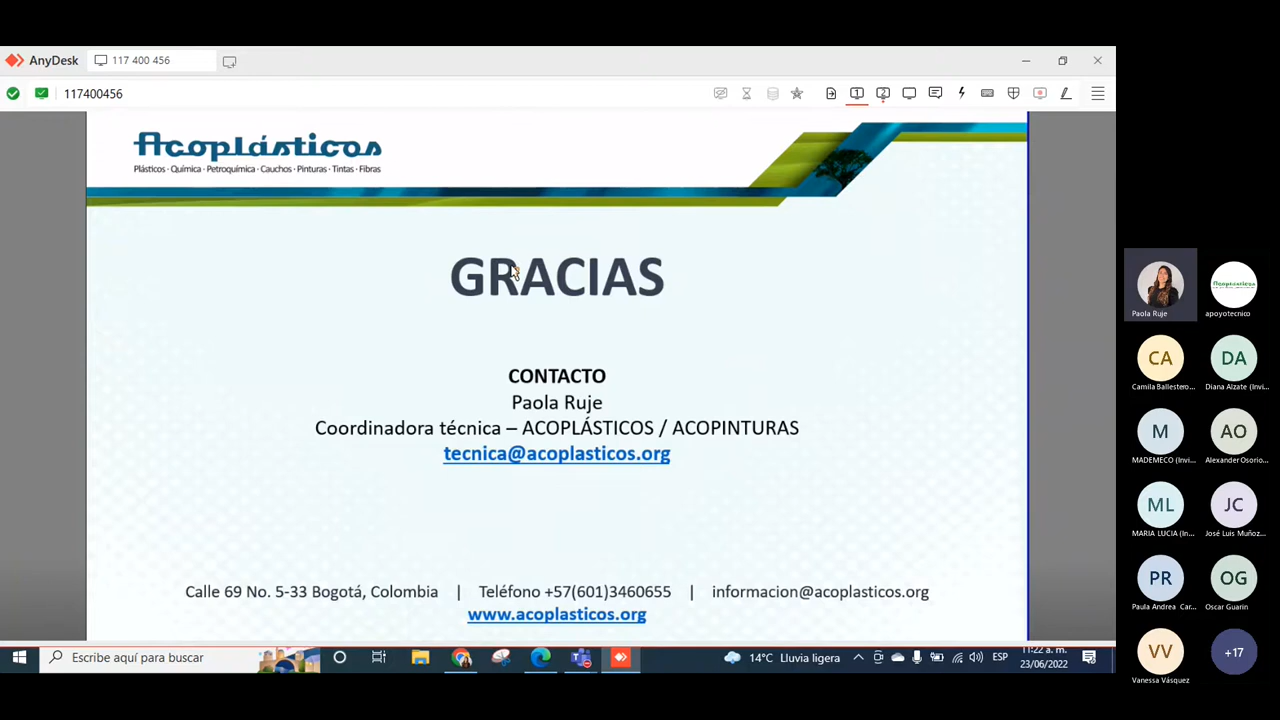 AnyDesk
117 400 456
117400456
1
2
Acoplásticos
Plásticos · Química · Petroquímica · Cauchos · Pinturas · Tintas · Fibras
GRACIAS
CONTACTO
Paola Ruje
Coordinadora técnica – ACOPLÁSTICOS / ACOPINTURAS
tecnica@acoplasticos.org
Calle 69 No. 5-33 Bogotá, Colombia | Teléfono +57(601)3460655 | informacion@acoplasticos.org
www.acoplasticos.org
Escribe aquí para buscar
14°C Lluvia ligera
ESP
11:22 a. m.
23/06/2022
Paola Ruje
Acoplásticos
apoyotecnico
CA
Camila Ballestero...
DA
Diana Alzate (Invi...
M
MADEMECO (Invi...
AO
Alexander Osorio...
ML
MARIA LUCIA (In...
JC
José Luis Muñoz...
PR
Paula Andrea Car...
OG
Oscar Guarin
VV
Vanessa Vásquez
+17